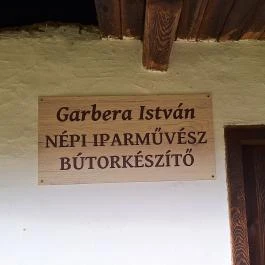 Garbera István
NÉPI IPARMŰVÉSZ
BÚTORKÉSZÍTŐ